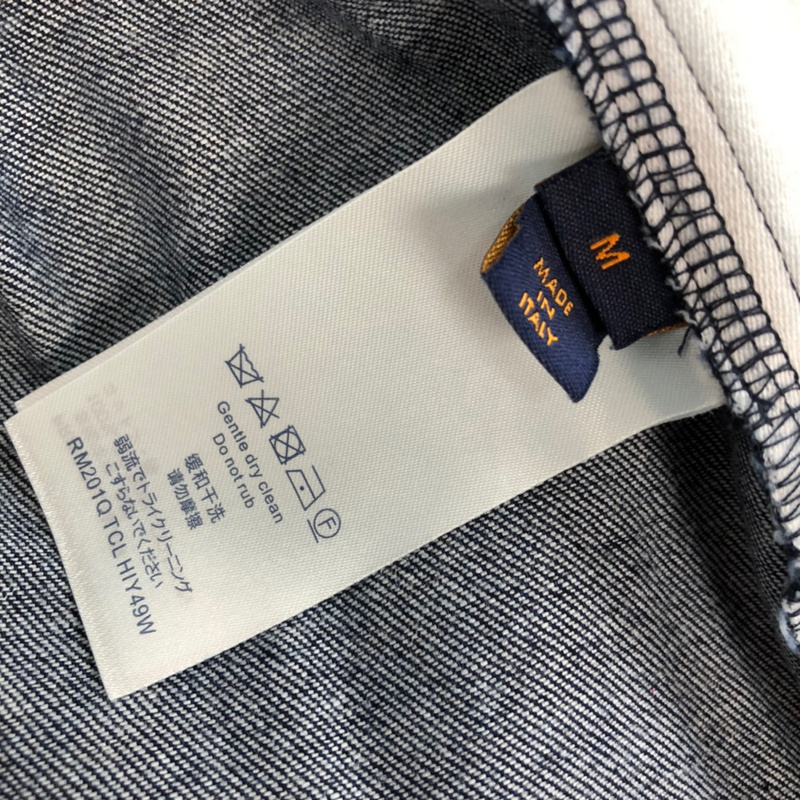 M
MADE
IN
ITALY
F
Gentle dry clean
Do not rub
缓和干洗
请勿摩擦
弱流でトライクリーニング
こすらないでください
RM201Q TCL HIY49W